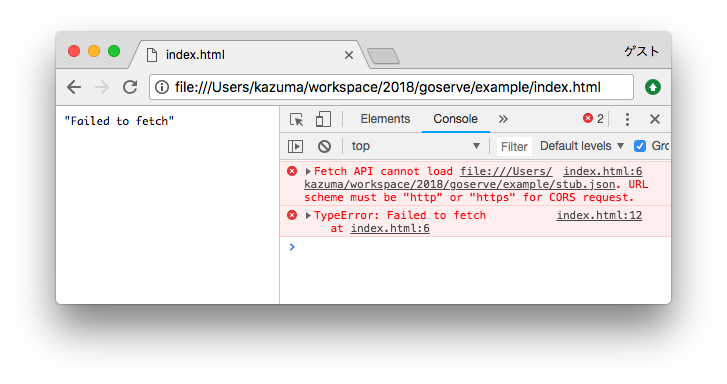 index.html
ゲスト
file:///Users/kazuma/workspace/2018/goserve/example/index.html
"Failed to fetch"
Elements Console » 2
top Filter Default levels Gro
Fetch API cannot load file:///Users/ index.html:6
kazuma/workspace/2018/goserve/example/stub.json. URL
scheme must be "http" or "https" for CORS request.
TypeError: Failed to fetch index.html:12
at index.html:6